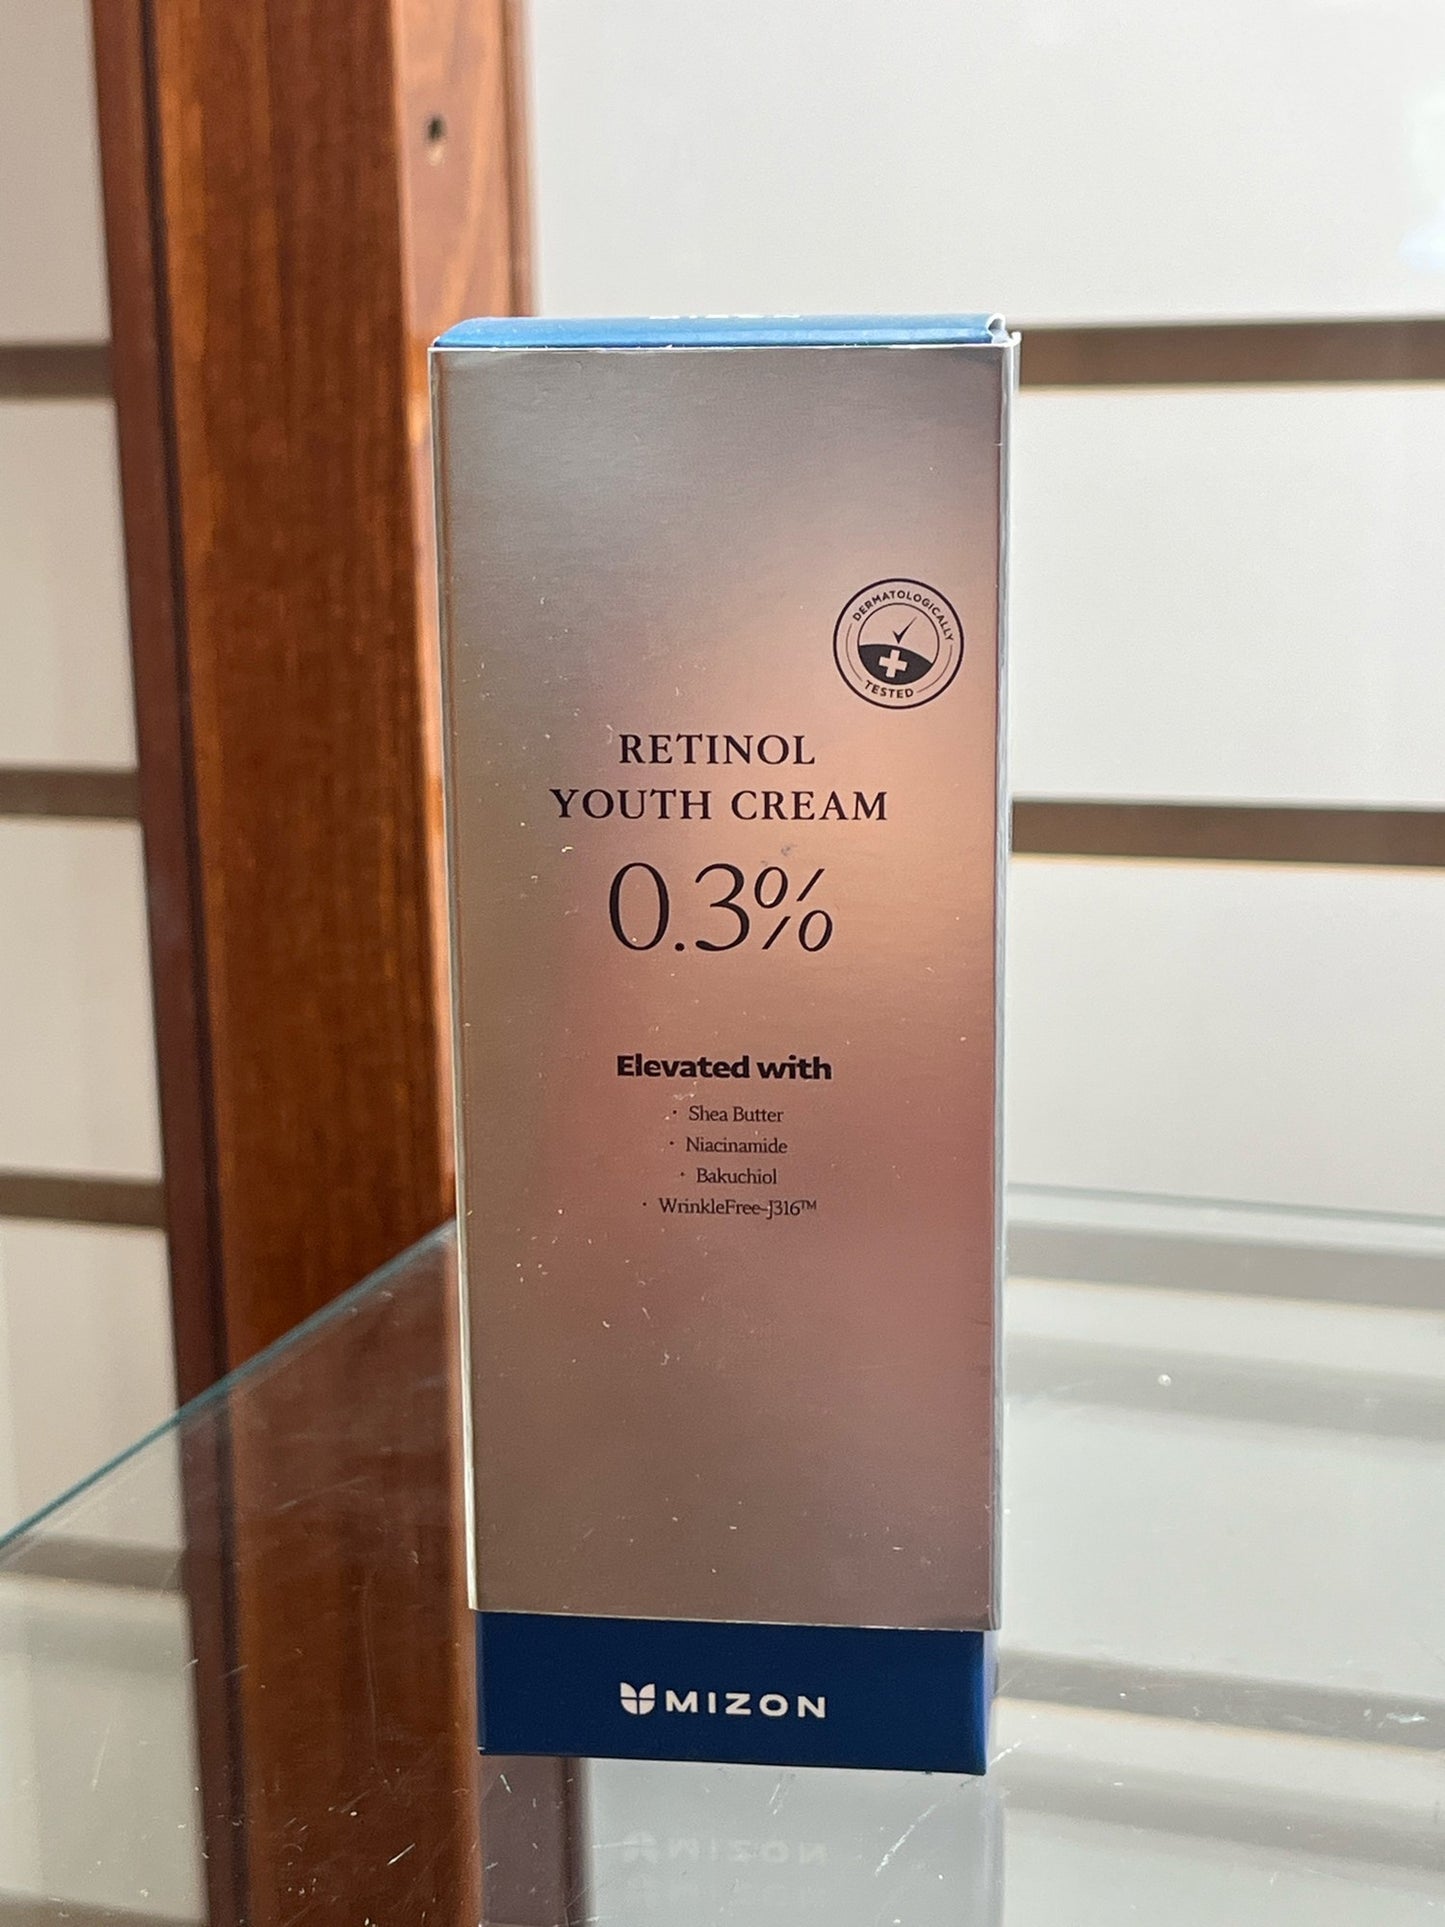 DERMATOLOGICALLY
TESTED
RETINOL
YOUTH CREAM
0.3%
Elevated with
· Shea Butter
· Niacinamide
· Bakuchiol
· WrinkleFree-J316™
MIZON